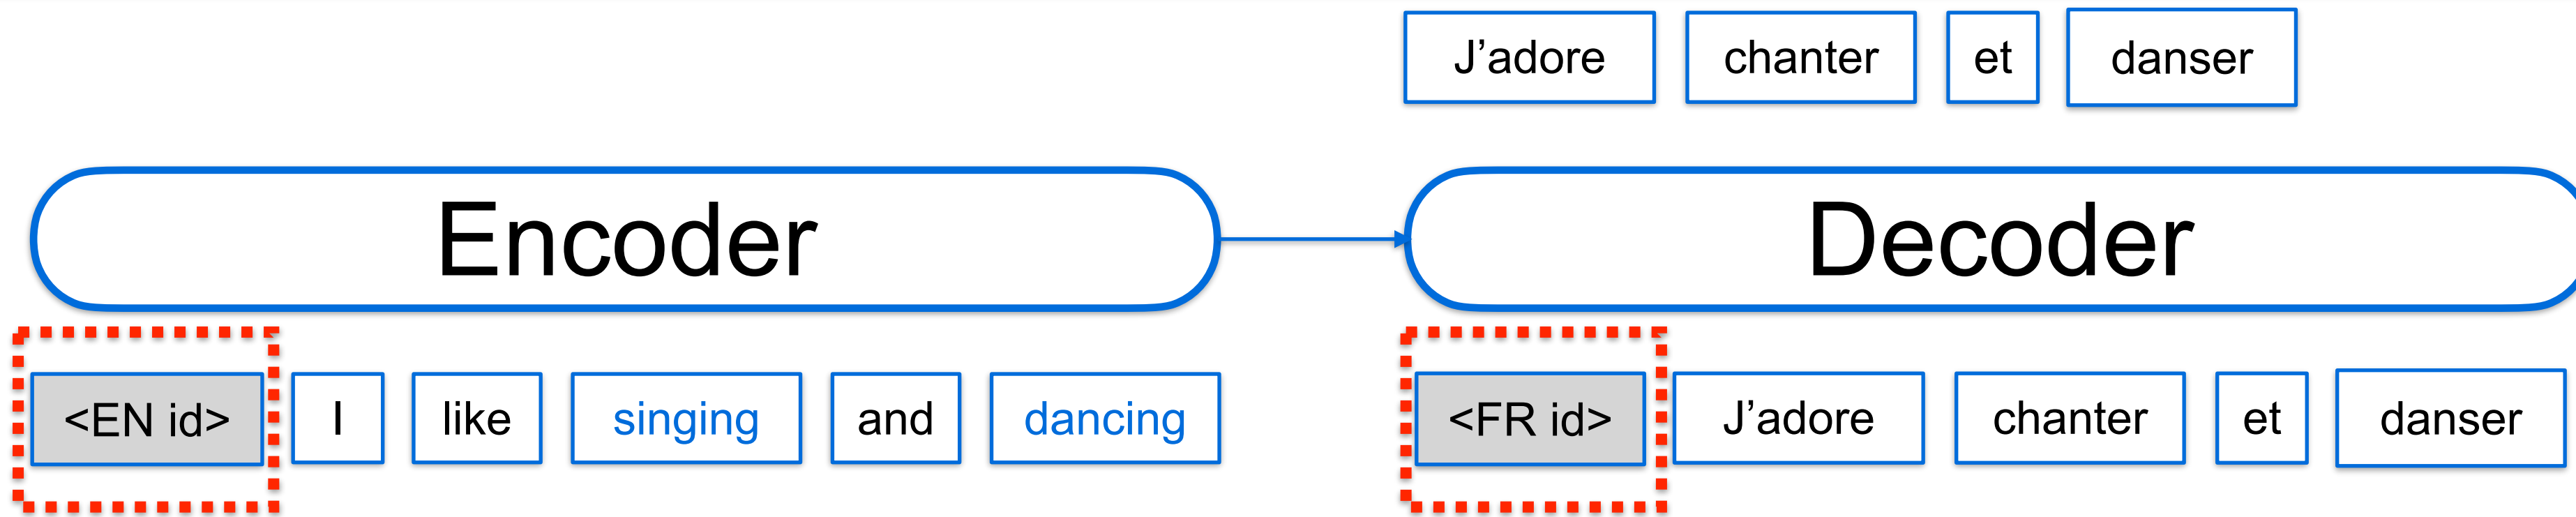 J’adore chanter et danser
Encoder Decoder
<EN id> I like singing and dancing <FR id> J’adore chanter et danser